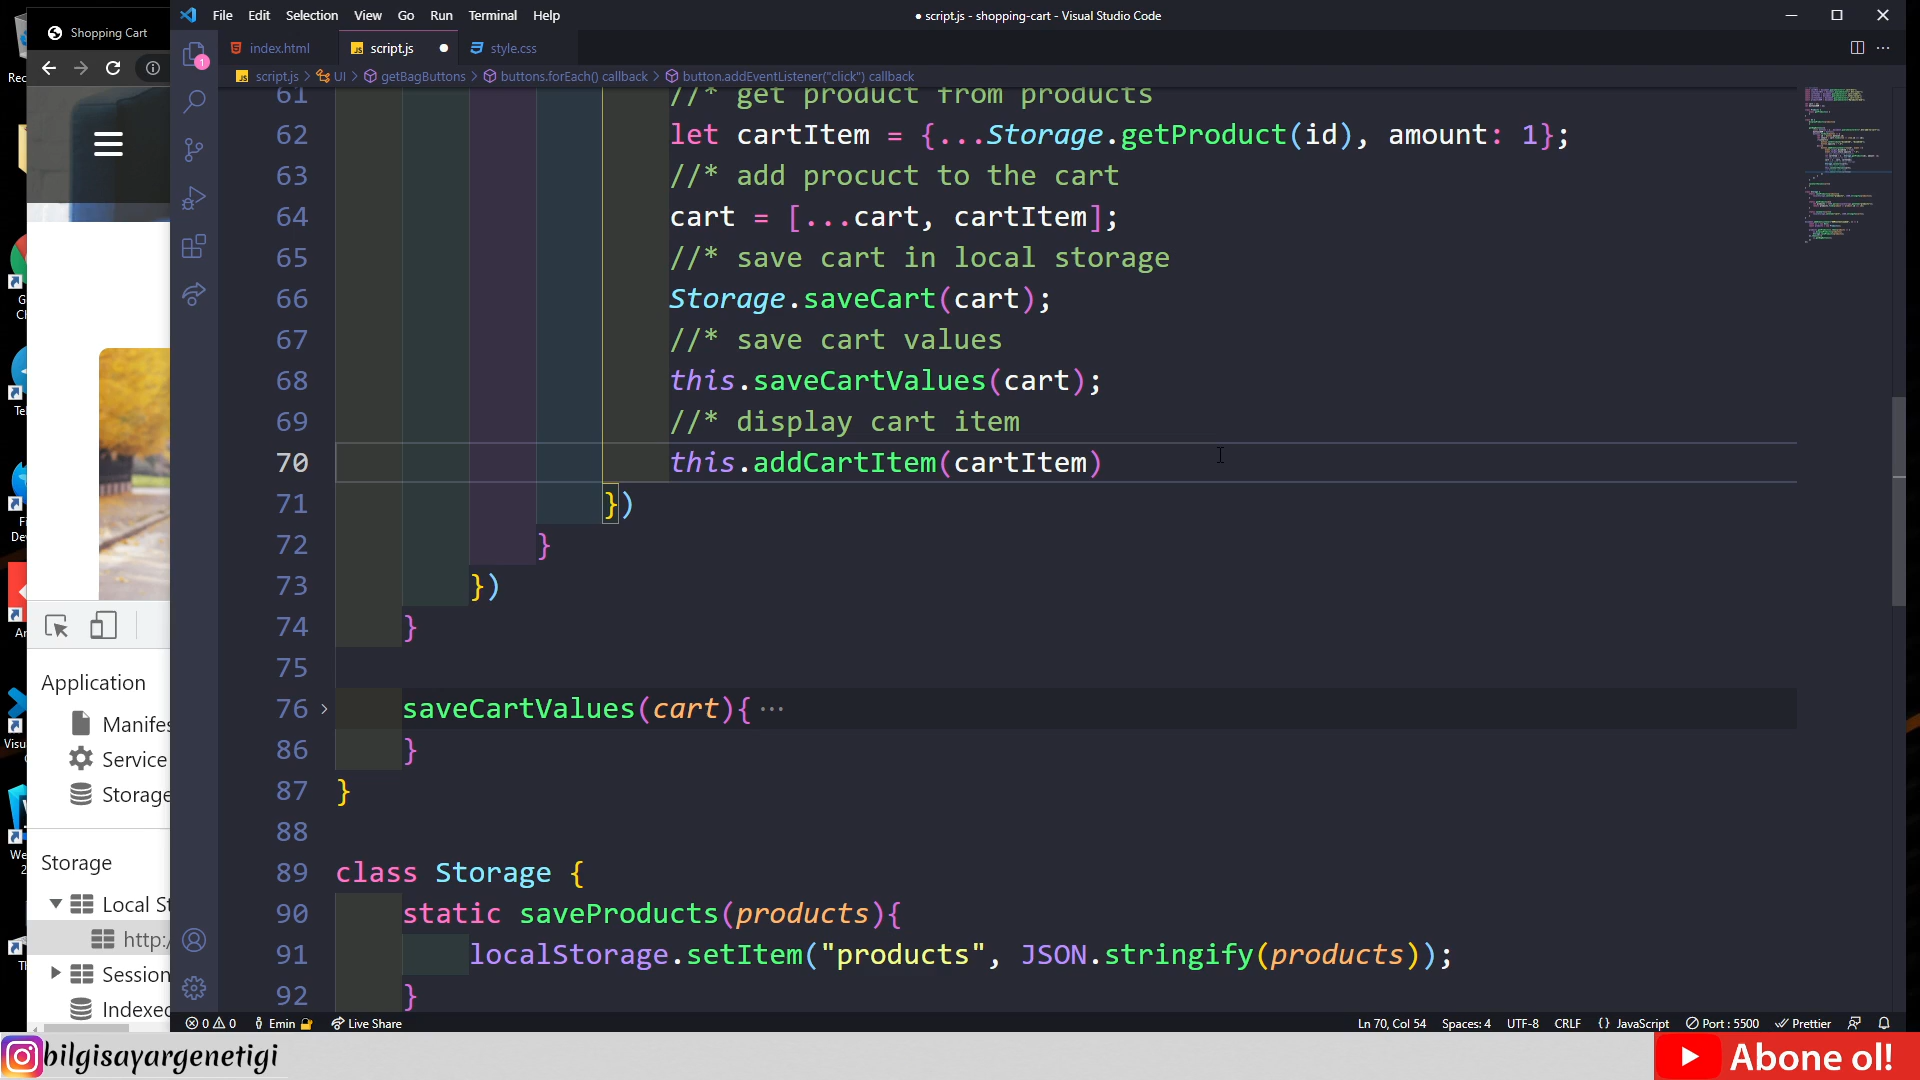 File Edit Selection View Go Run Terminal Help
● script.js - shopping-cart - Visual Studio Code
Shopping Cart
index.html
script.js
style.css
script.js > UI > getBagButtons > buttons.forEach() callback > button.addEventListener("click") callback
61 //* get product from products
62 let cartItem = {...Storage.getProduct(id), amount: 1};
63 //* add procuct to the cart
64 cart = [...cart, cartItem];
65 //* save cart in local storage
66 Storage.saveCart(cart);
67 //* save cart values
68 this.saveCartValues(cart);
69 //* display cart item
70 this.addCartItem(cartItem)
71 })
72 }
73 })
74 }
75
76 saveCartValues(cart){ ···
86 }
87 }
88
89 class Storage {
90 static saveProducts(products){
91 localStorage.setItem("products", JSON.stringify(products));
92 }
1
Application
Manifes
Service
Storage
Storage
Local St
http:/
Session
Indexed
0 0 Emin Live Share
Ln 70, Col 54 Spaces: 4 UTF-8 CRLF {} JavaScript Port : 5500 Prettier
bilgisayargenetigi
Abone ol!